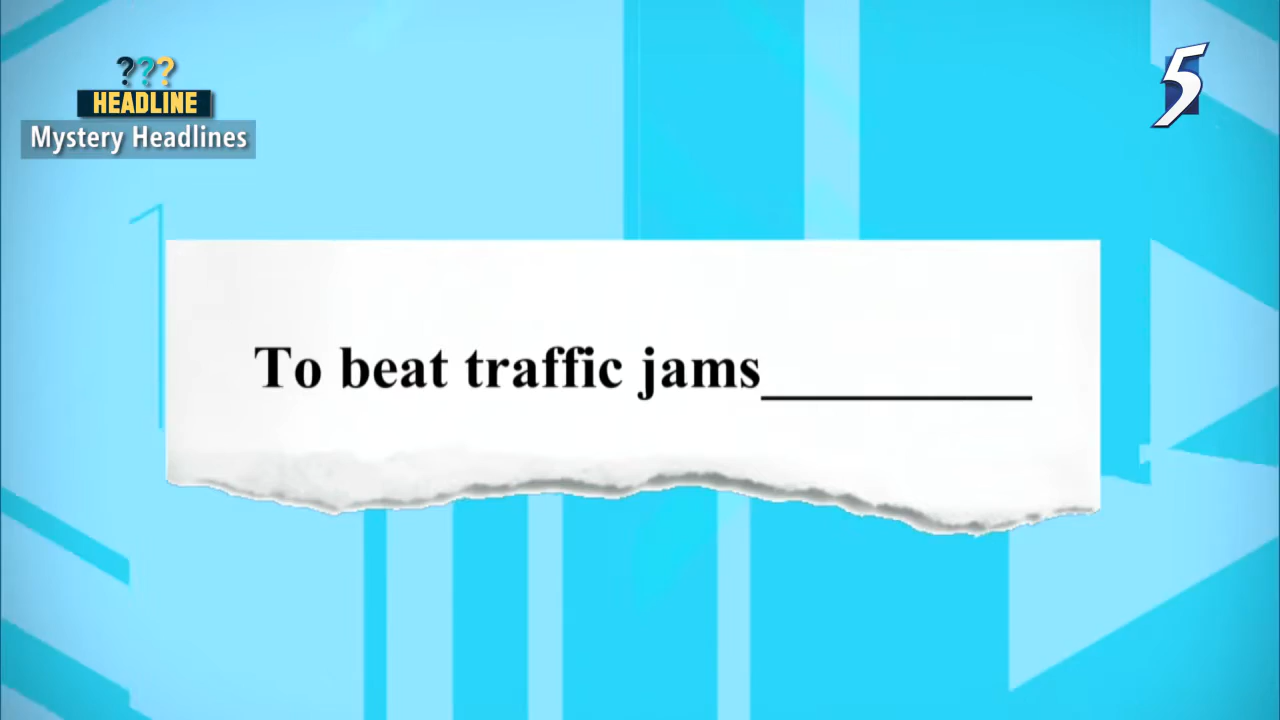 ???
HEADLINE
Mystery Headlines
5
To beat traffic jams__________